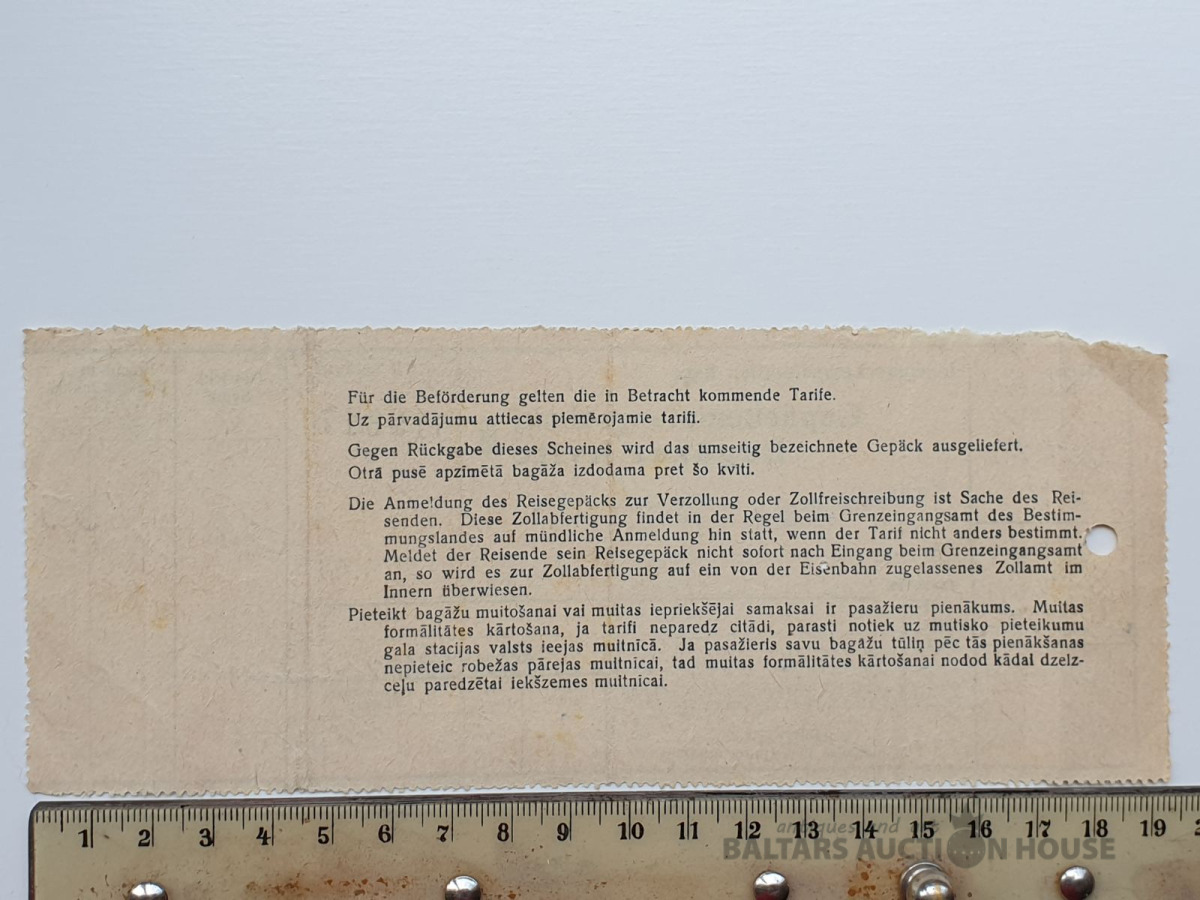 Für die Beförderung gelten die in Betracht kommende Tarife.
Uz pārvadājumu attiecas piemērojamie tarifi.
Gegen Rückgabe dieses Scheines wird das umseitig bezeichnete Gepäck ausgeliefert.
Otrā pusē apzīmētā bagāža izdodama pret šo kvīti.
Die Anmeldung des Reisegepäcks zur Verzollung oder Zollfreischreibung ist Sache des Rei-
senden. Diese Zollabfertigung findet in der Regel beim Grenzeingangsamt des Bestim-
mungslandes auf mündliche Anmeldung hin statt, wenn der Tarif nicht anders bestimmt.
Meldet der Reisende sein Reisegepäck nicht sofort nach Eingang beim Grenzeingangsamt
an, so wird es zur Zollabfertigung auf ein von der Eisenbahn zugelassenes Zollamt im
Innern überwiesen.
Pieteikt bagāžu muitošanai vai muitas iepriekšējai samaksai ir pasažieru pienākums. Muitas
formālitātes kārtošana, ja tarifi neparedz citādi, parasti notiek uz mutisko pieteikumu
gala stacijas valsts ieejas muitnīcā. Ja pasažieris savu bagāžu tūliņ pēc tās pienākšanas
nepieteic robežas pārejas muitnicai, tad muitas formālitātes kārtošanai nodod kādai dzelz-
ceļu paredzētai iekšzemes muitnicai.
1 2 3 4 5 6 7 8 9 10 11 12 13 14 15 16 17 18 19
antiques and
BALTARS AUCTION HOUSE